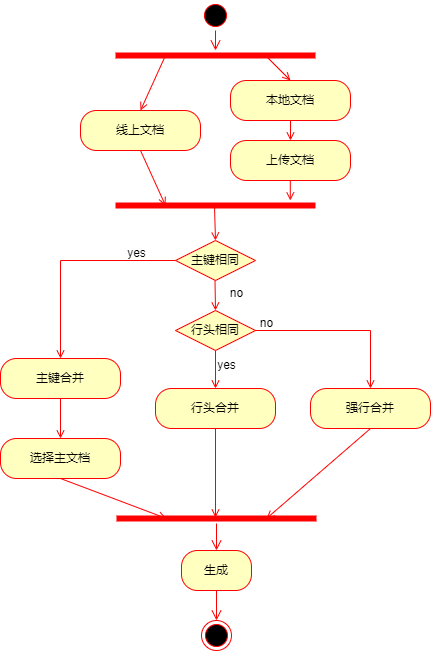 本地文档
线上文档
上传文档
主键相同
yes
no
行头相同
no
yes
主键合并
行头合并
强行合并
选择主文档
生成